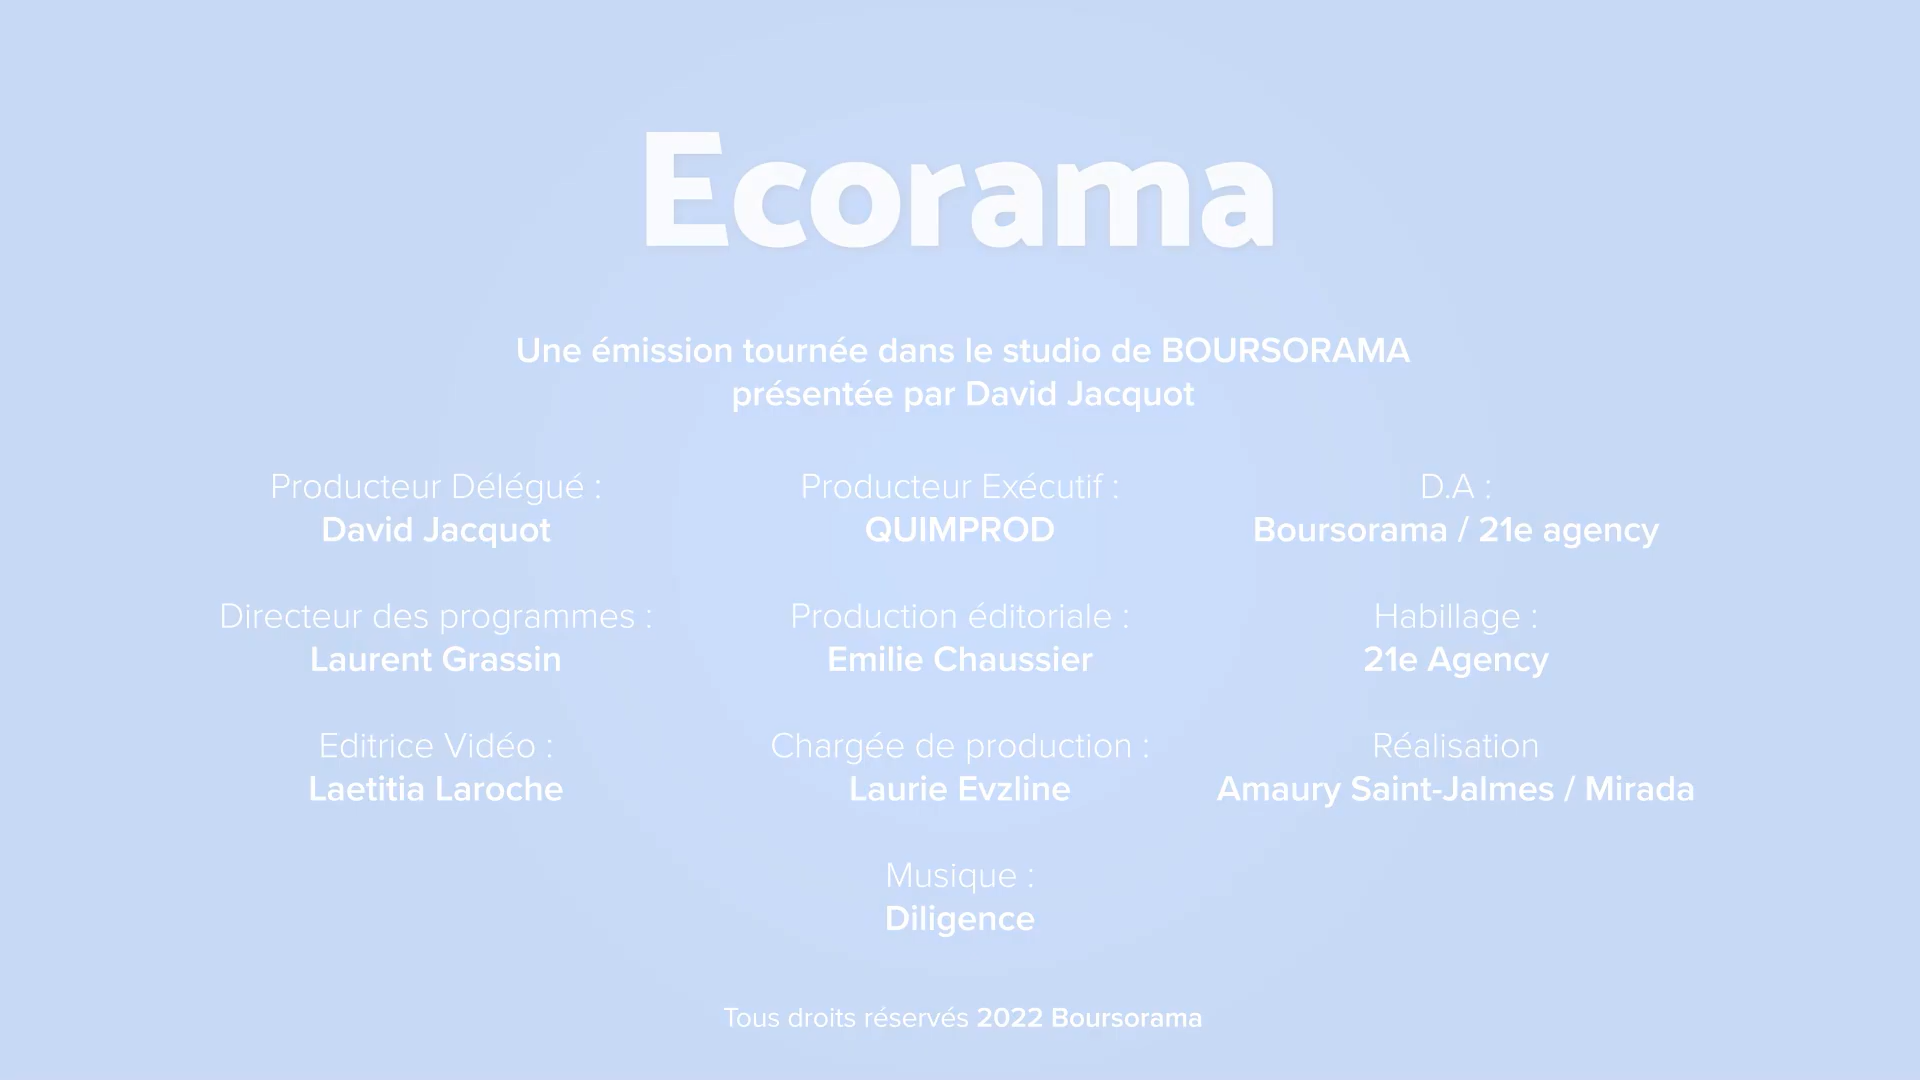 Ecorama
Une émission tournée dans le studio de BOURSORAMA
présentée par David Jacquot
Producteur Délégué :
David Jacquot
Producteur Exécutif :
QUIMPROD
D.A :
Boursorama / 21e agency
Directeur des programmes :
Laurent Grassin
Production éditoriale :
Emilie Chaussier
Habillage :
21e Agency
Editrice Vidéo :
Laetitia Laroche
Chargée de production :
Laurie Evzline
Réalisation
Amaury Saint-Jalmes / Mirada
Musique :
Diligence
Tous droits réservés 2022 Boursorama